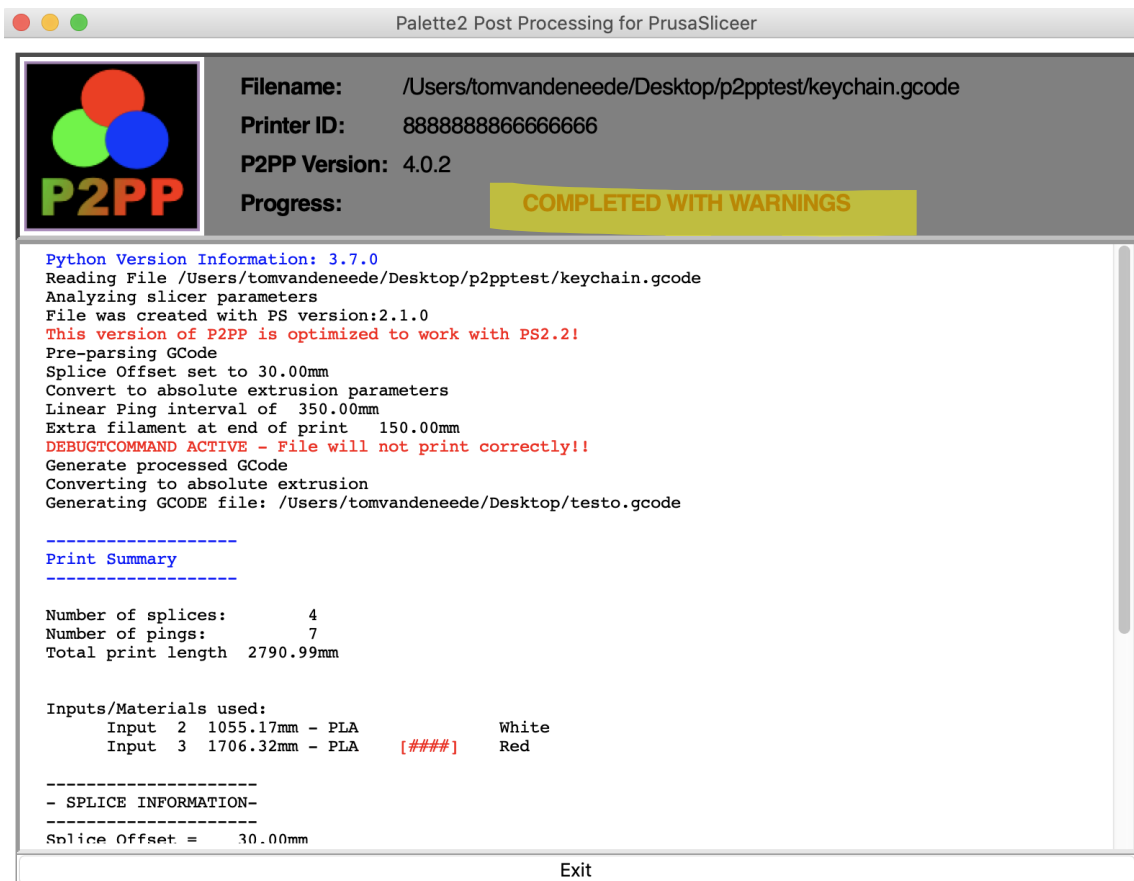 Palette2 Post Processing for PrusaSliceer
P2PP
Filename: /Users/tomvandeneede/Desktop/p2pptest/keychain.gcode
Printer ID: 8888888866666666
P2PP Version: 4.0.2
Progress: COMPLETED WITH WARNINGS
Python Version Information: 3.7.0
Reading File /Users/tomvandeneede/Desktop/p2pptest/keychain.gcode
Analyzing slicer parameters
File was created with PS version:2.1.0
This version of P2PP is optimized to work with PS2.2!
Pre-parsing GCode
Splice Offset set to 30.00mm
Convert to absolute extrusion parameters
Linear Ping interval of  350.00mm
Extra filament at end of print   150.00mm
DEBUGTCOMMAND ACTIVE - File will not print correctly!!
Generate processed GCode
Converting to absolute extrusion
Generating GCODE file: /Users/tomvandeneede/Desktop/testo.gcode
-------------------
Print Summary
-------------------
Number of splices:        4
Number of pings:          7
Total print length  2790.99mm
Inputs/Materials used:
Input  2  1055.17mm - PLA              White
Input  3  1706.32mm - PLA    [####]    Red
---------------------
- SPLICE INFORMATION-
---------------------
Splice Offset =    30.00mm
Exit